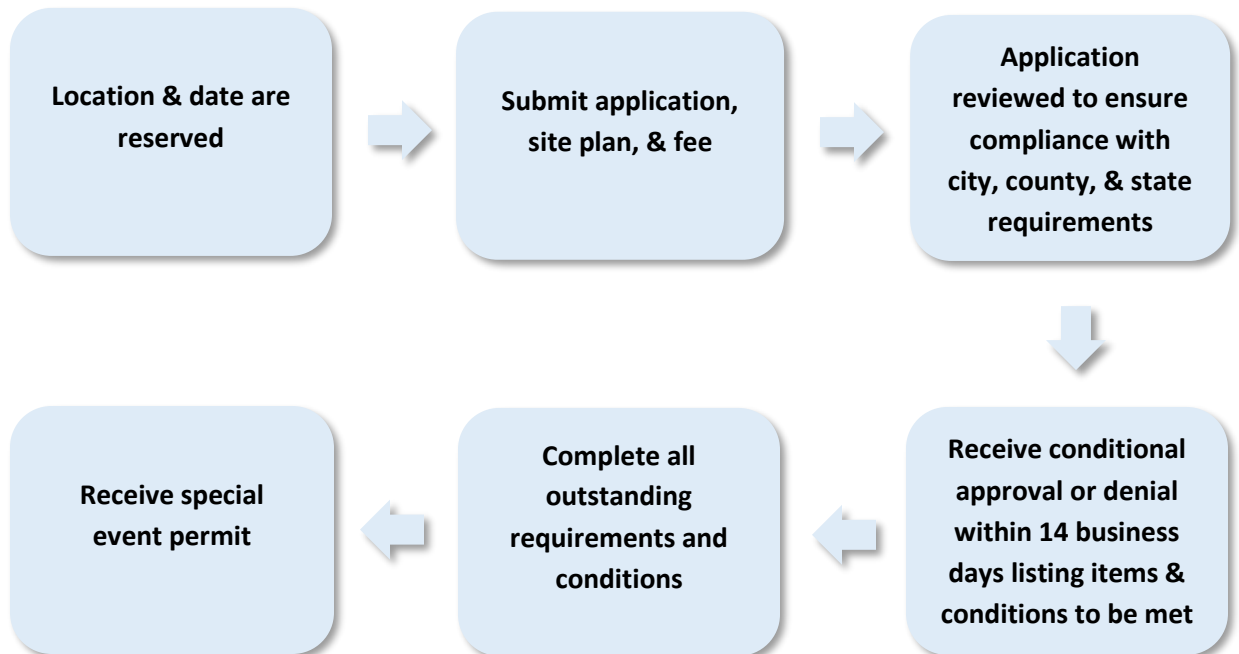 Location & date are
reserved
Submit application,
site plan, & fee
Application
reviewed to ensure
compliance with
city, county, & state
requirements
Receive conditional
approval or denial
within 14 business
days listing items &
conditions to be met
Complete all
outstanding
requirements and
conditions
Receive special
event permit